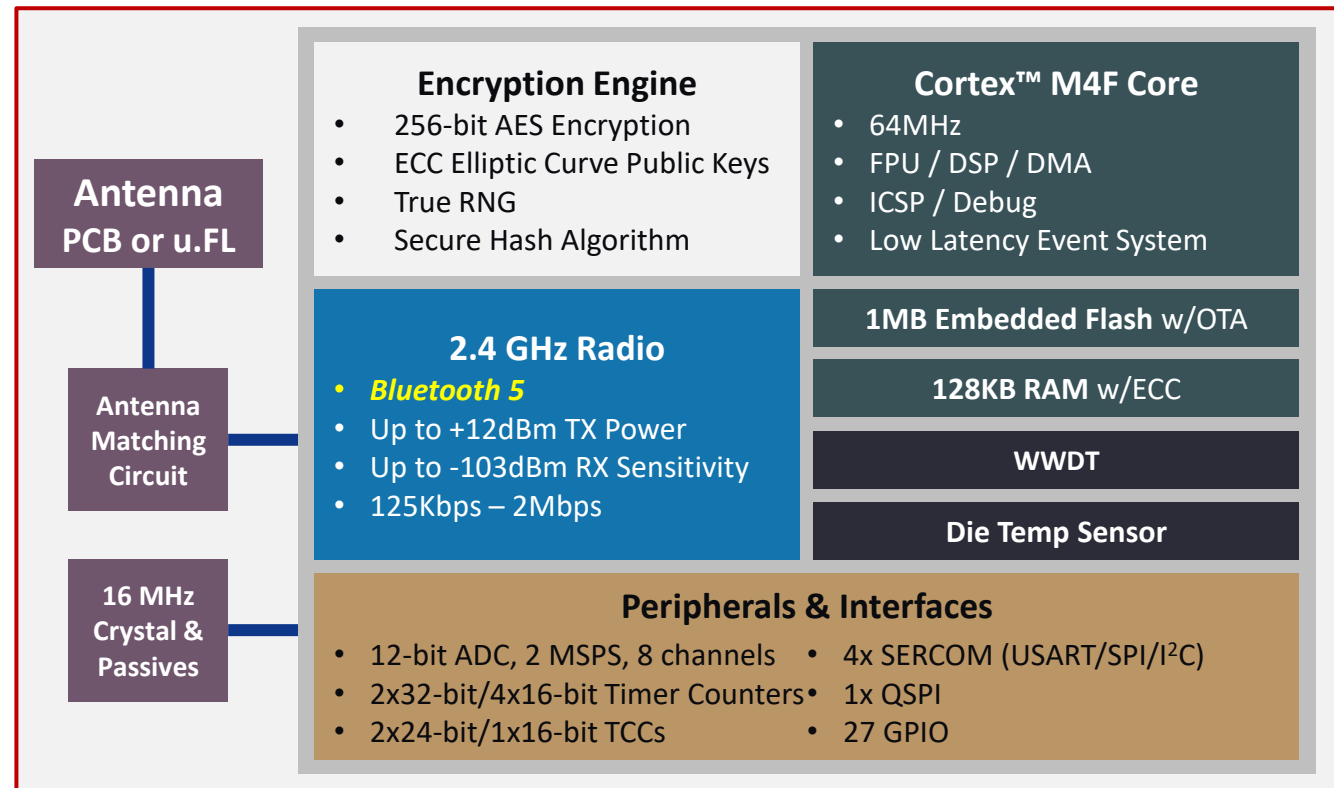 Antenna
PCB or u.FL
Antenna
Matching
Circuit
16 MHz
Crystal &
Passives
Encryption Engine
• 256-bit AES Encryption
• ECC Elliptic Curve Public Keys
• True RNG
• Secure Hash Algorithm
Cortex™ M4F Core
• 64MHz
• FPU / DSP / DMA
• ICSP / Debug
• Low Latency Event System
2.4 GHz Radio
• Bluetooth 5
• Up to +12dBm TX Power
• Up to -103dBm RX Sensitivity
• 125Kbps – 2Mbps
1MB Embedded Flash w/OTA
128KB RAM w/ECC
WWDT
Die Temp Sensor
Peripherals & Interfaces
• 12-bit ADC, 2 MSPS, 8 channels
• 2x32-bit/4x16-bit Timer Counters
• 2x24-bit/1x16-bit TCCs
• 4x SERCOM (USART/SPI/I²C)
• 1x QSPI
• 27 GPIO